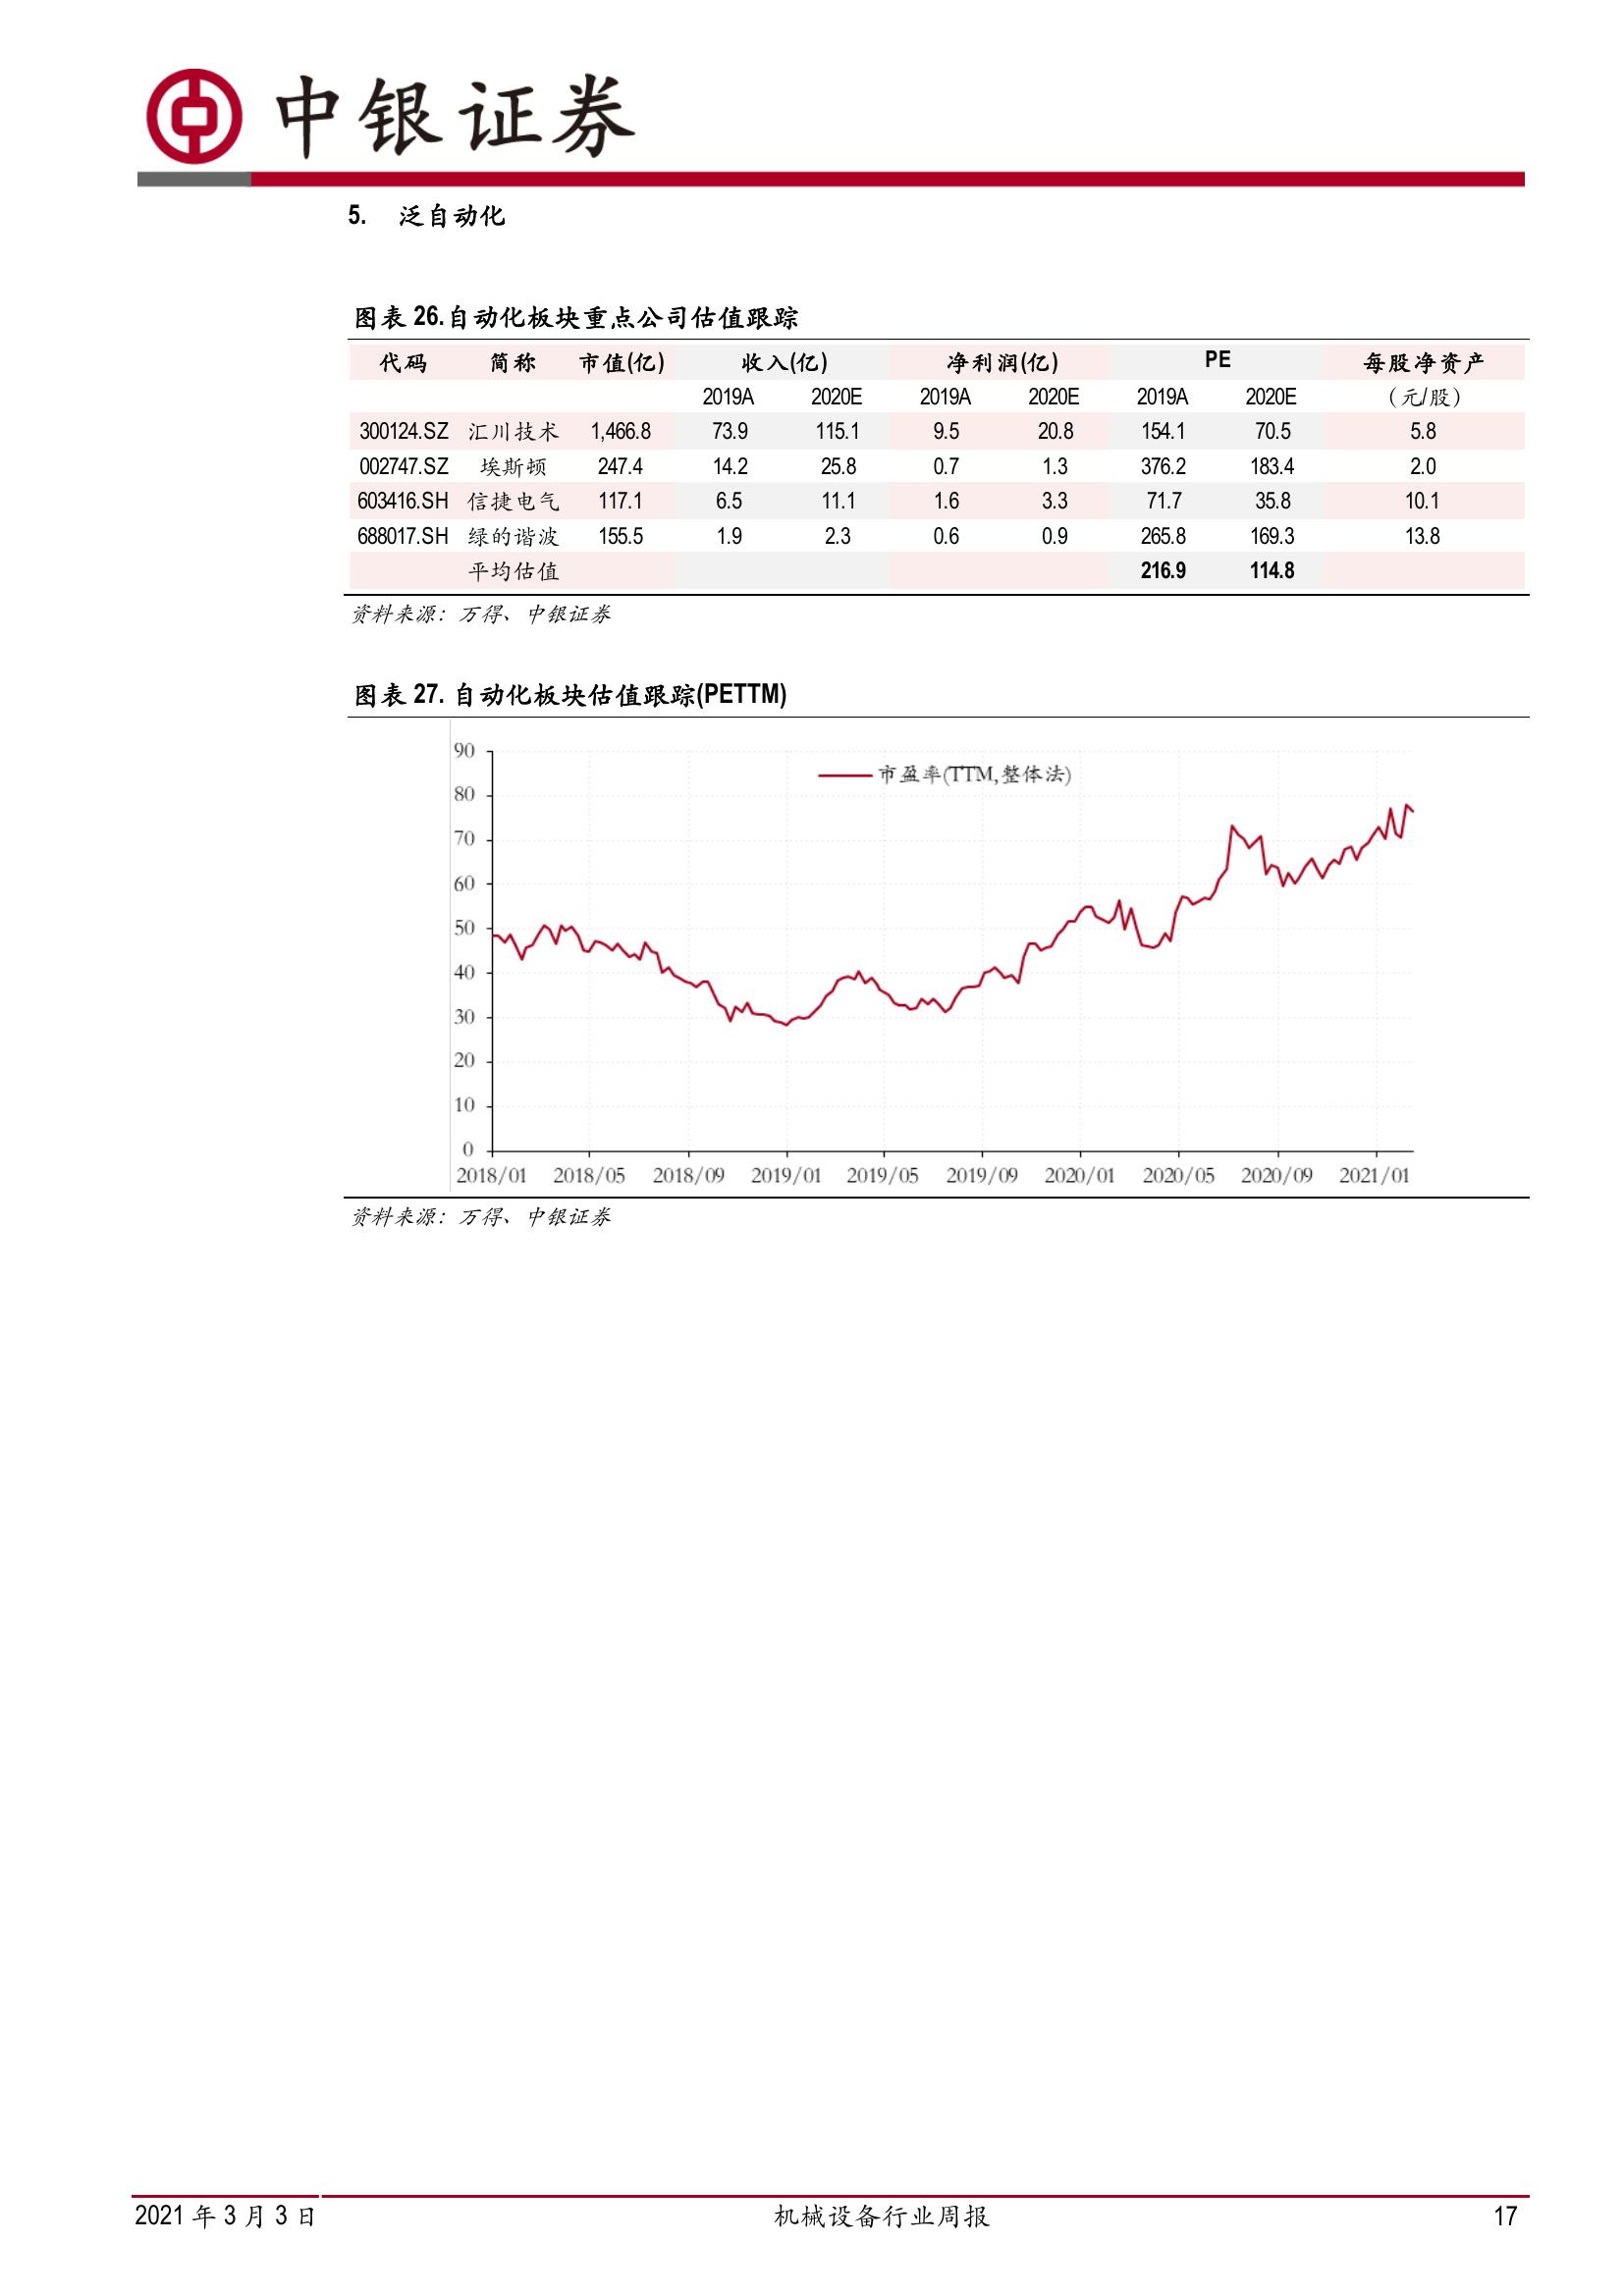 中银证券
5. 泛自动化
图表 26.自动化板块重点公司估值跟踪
代码 简称 市值(亿) 收入(亿) 净利润(亿) PE 每股净资产
2019A 2020E 2019A 2020E 2019A 2020E （元/股）
300124.SZ 汇川技术 1,466.8 73.9 115.1 9.5 20.8 154.1 70.5 5.8
002747.SZ 埃斯顿 247.4 14.2 25.8 0.7 1.3 376.2 183.4 2.0
603416.SH 信捷电气 117.1 6.5 11.1 1.6 3.3 71.7 35.8 10.1
688017.SH 绿的谐波 155.5 1.9 2.3 0.6 0.9 265.8 169.3 13.8
平均估值 216.9 114.8
资料来源：万得、中银证券
图表 27. 自动化板块估值跟踪(PETTM)
市盈率(TTM,整体法)
90
80
70
60
50
40
30
20
10
0
2018/01 2018/05 2018/09 2019/01 2019/05 2019/09 2020/01 2020/05 2020/09 2021/01
资料来源：万得、中银证券
2021 年 3 月 3 日 机械设备行业周报 17